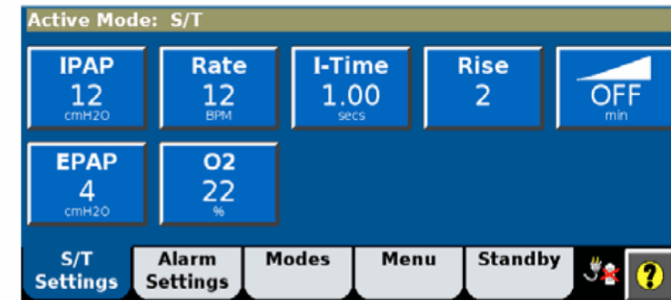 Active Mode: S/T
IPAP
12
cmH2O
Rate
12
BPM
I-Time
1.00
secs
Rise
2
OFF
min
EPAP
4
cmH2O
O2
22
%
S/T
Settings
Alarm
Settings
Modes
Menu
Standby
?